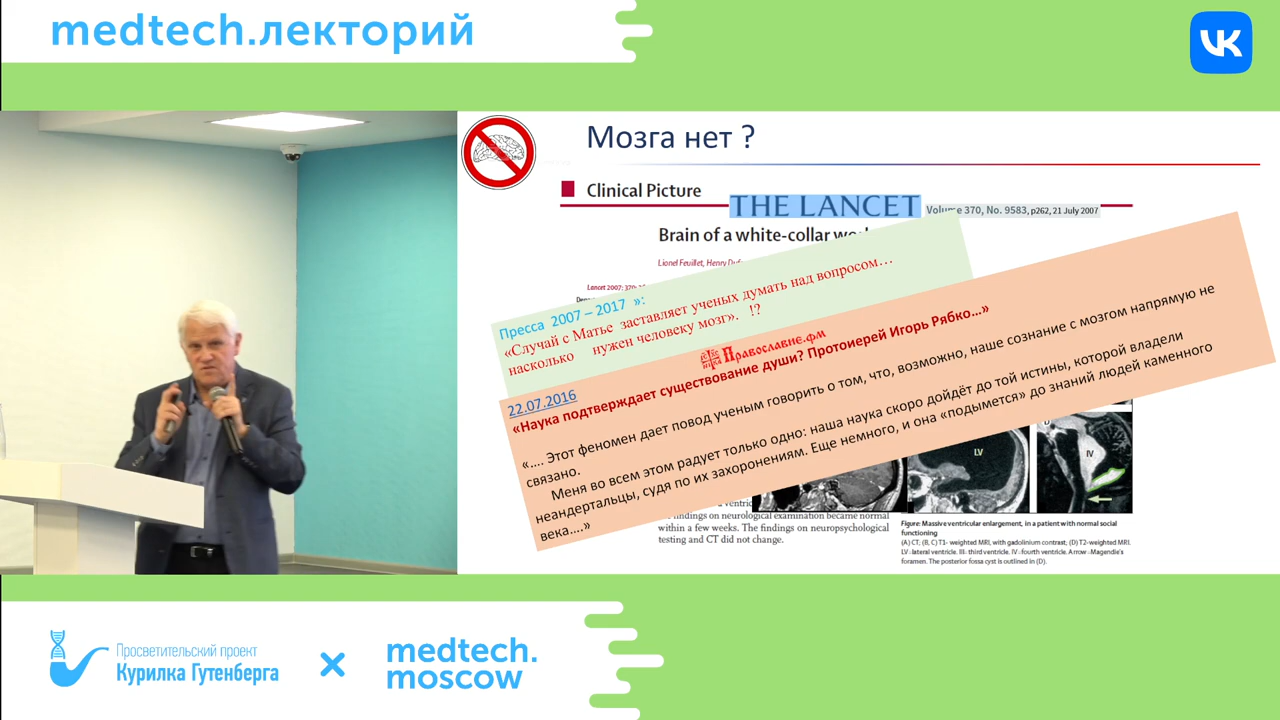 medtech.лекторий
Мозга нет ?
Clinical Picture
THE LANCET
Volume 370, No. 9583, p262, 21 July 2007
Brain of a white-collar
Lionel Feuillet, Henry
Lancet 2007; 370:
Пресса 2007 – 2017 »:
«Случай с Матье заставляет ученых думать над вопросом…
насколько нужен человеку мозг». !?
Православие.фм
22.07.2016
«Наука подтверждает существование души? Протоиерей Игорь Рябко…»
«…. Этот феномен дает повод ученым говорить о том, что, возможно, наше сознание с мозгом напрямую не
связано.
Меня во всем этом радует только одно: наша наука скоро дойдёт до той истины, которой владели
неандертальцы, судя по их захоронениям. Еще немного, и она «подымется» до знаний людей каменного
века….»
LV
IV
findings on neurological examination became normal
within a few weeks. The findings on neuropsychological
testing and CT did not change.
Figure: Massive ventricular enlargement, in a patient with normal social
functioning
(A) CT; (B, C) T1- weighted MRI, with gadolinium contrast; (D) T2-weighted MRI.
LV=lateral ventricle. III=third ventricle. IV=fourth ventricle. Arrow=Magendie's
foramen. The posterior fossa cyst is outlined in (D).
Просветительский проект
Курилка Гутенберга
×
medtech.
moscow